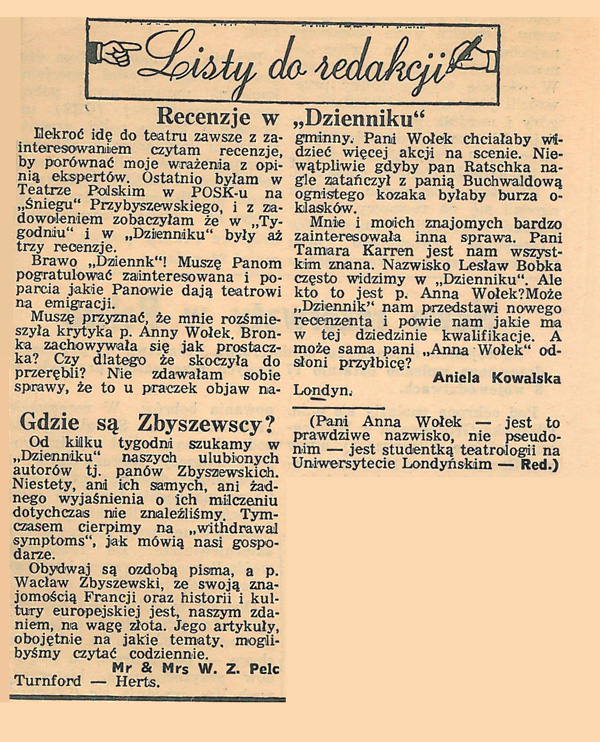 Listy do redakcji
Recenzje w „Dzienniku“
Ilekroć idę do teatru zawsze z za-
interesowaniem czytam recenzje,
by porównać moje wrażenia z opi-
nią ekspertów. Ostatnio byłam w
Teatrze Polskim w POSK-u na
„Śniegu” Przybyszewskiego, i z za-
dowoleniem zobaczyłam że w „Ty-
godniu” i w „Dzienniku” były aż
trzy recenzje.
Brawo „Dziennk”! Muszę Panom
pogratulować zainteresowana i po-
parcia jakie Panowie dają teatrowi
na emigracji.
Muszę przyznać, że mnie rozśmie-
szyła krytyka p. Anny Wołek. Bron-
ka zachowywała się jak prostacz-
ka? Czy dlatego że skoczyła do
przerębli? Nie zdawałam sobie
sprawy, że to u praczek objaw na-
gminny. Pani Wołek chciałaby wi-
dzieć więcej akcji na scenie. Nie-
wątpliwie gdyby pan Ratschka na-
gle zatańczył z panią Buchwaldową
ognistego kozaka byłaby burza o-
klasków.
Mnie i moich znajomych bardzo
zainteresowała inna sprawa. Pani
Tamara Karren jest nam wszyst-
kim znana. Nazwisko Lesław Bobka
często widzimy w „Dzienniku”. Ale
kto to jest p. Anna Wołek?Może
„Dziennik” nam przedstawi nowego
recenzenta i powie nam jakie ma
w tej dziedzinie kwalifikacje. A
może sama pani „Anna Wołek” od-
słoni przyłbicę?
Aniela Kowalska
Londyn.
(Pani Anna Wołek — jest to
prawdziwe nazwisko, nie pseudo-
nim — jest studentką teatrologii na
Uniwersytecie Londyńskim — Red.)
Gdzie są Zbyszewscy?
Od kilku tygodni szukamy w
„Dzienniku” naszych ulubionych
autorów tj. panów Zbyszewskich.
Niestety, ani ich samych, ani żad-
nego wyjaśnienia o ich milczeniu
dotychczas nie znaleźliśmy. Tym-
czasem cierpimy na „withdrawal
symptoms“, jak mówią nasi gospo-
darze.
Obydwaj są ozdobą pisma, a p.
Wacław Zbyszewski, ze swoją zna-
jomością Francji oraz historii i kul-
tury europejskiej jest, naszym zda-
niem, na wagę złota. Jego artykuły,
obojętnie na jakie tematy, mogli-
byśmy czytać codziennie.
Mr & Mrs W. Z. Pelc
Turnford — Herts.